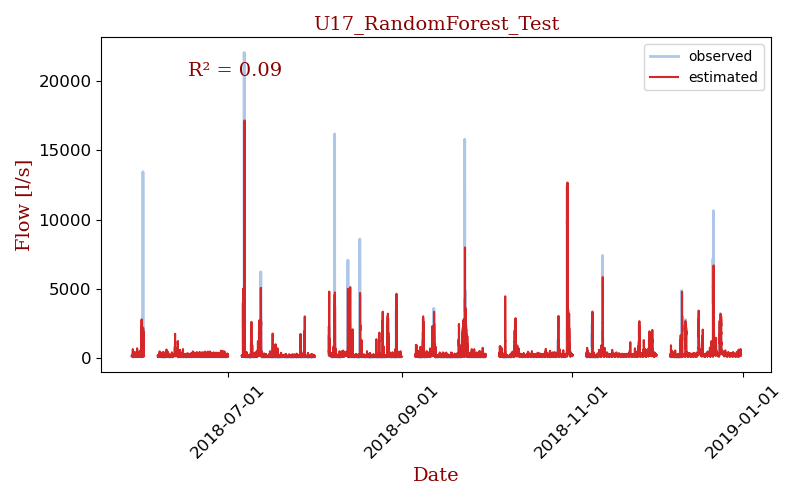 U17_RandomForest_Test
R² = 0.09
observed
estimated
Flow [l/s]
20000
15000
10000
5000
0
2018-07-01
2018-09-01
2018-11-01
2019-01-01
Date